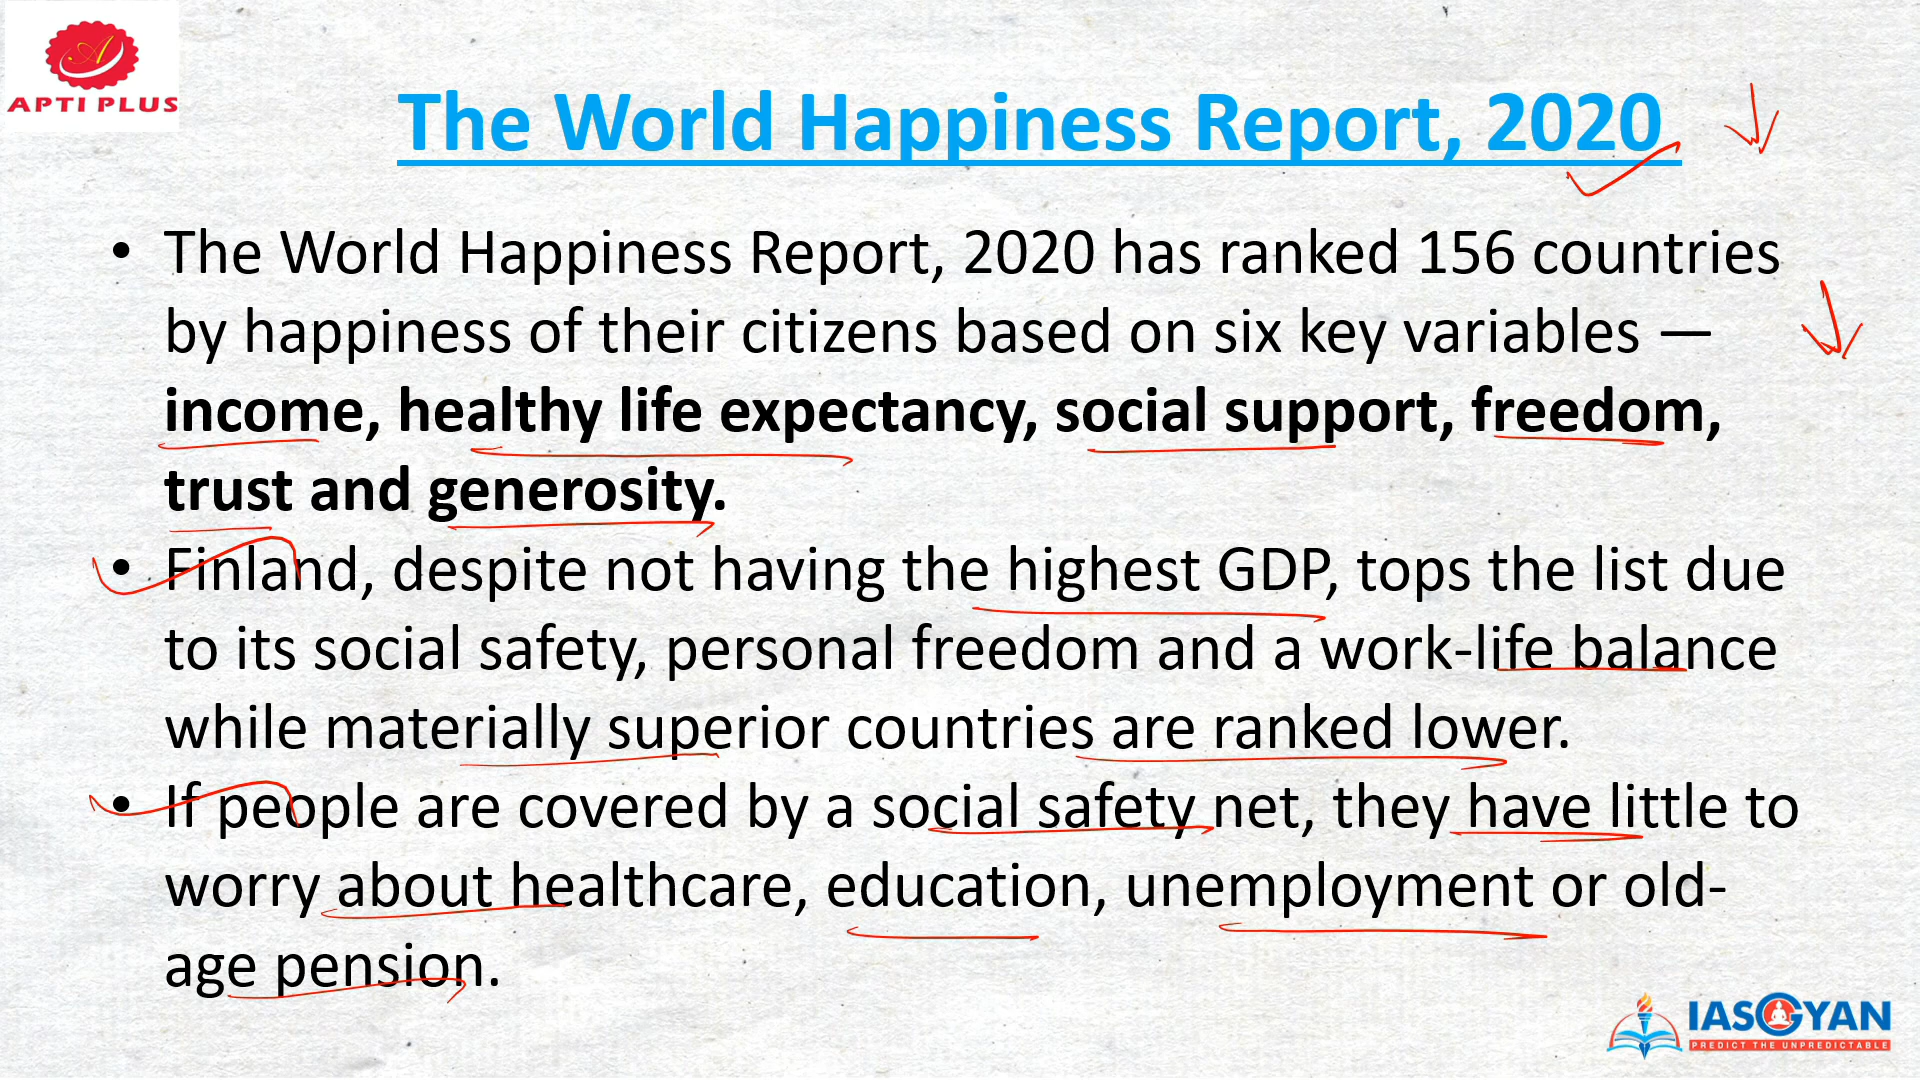 APTI PLUS
The World Happiness Report, 2020
• The World Happiness Report, 2020 has ranked 156 countries
by happiness of their citizens based on six key variables —
income, healthy life expectancy, social support, freedom,
trust and generosity.
• Finland, despite not having the highest GDP, tops the list due
to its social safety, personal freedom and a work-life balance
while materially superior countries are ranked lower.
• If people are covered by a social safety net, they have little to
worry about healthcare, education, unemployment or old-
age pension.
IASGYAN
PREDICT THE UNPREDICTABLE